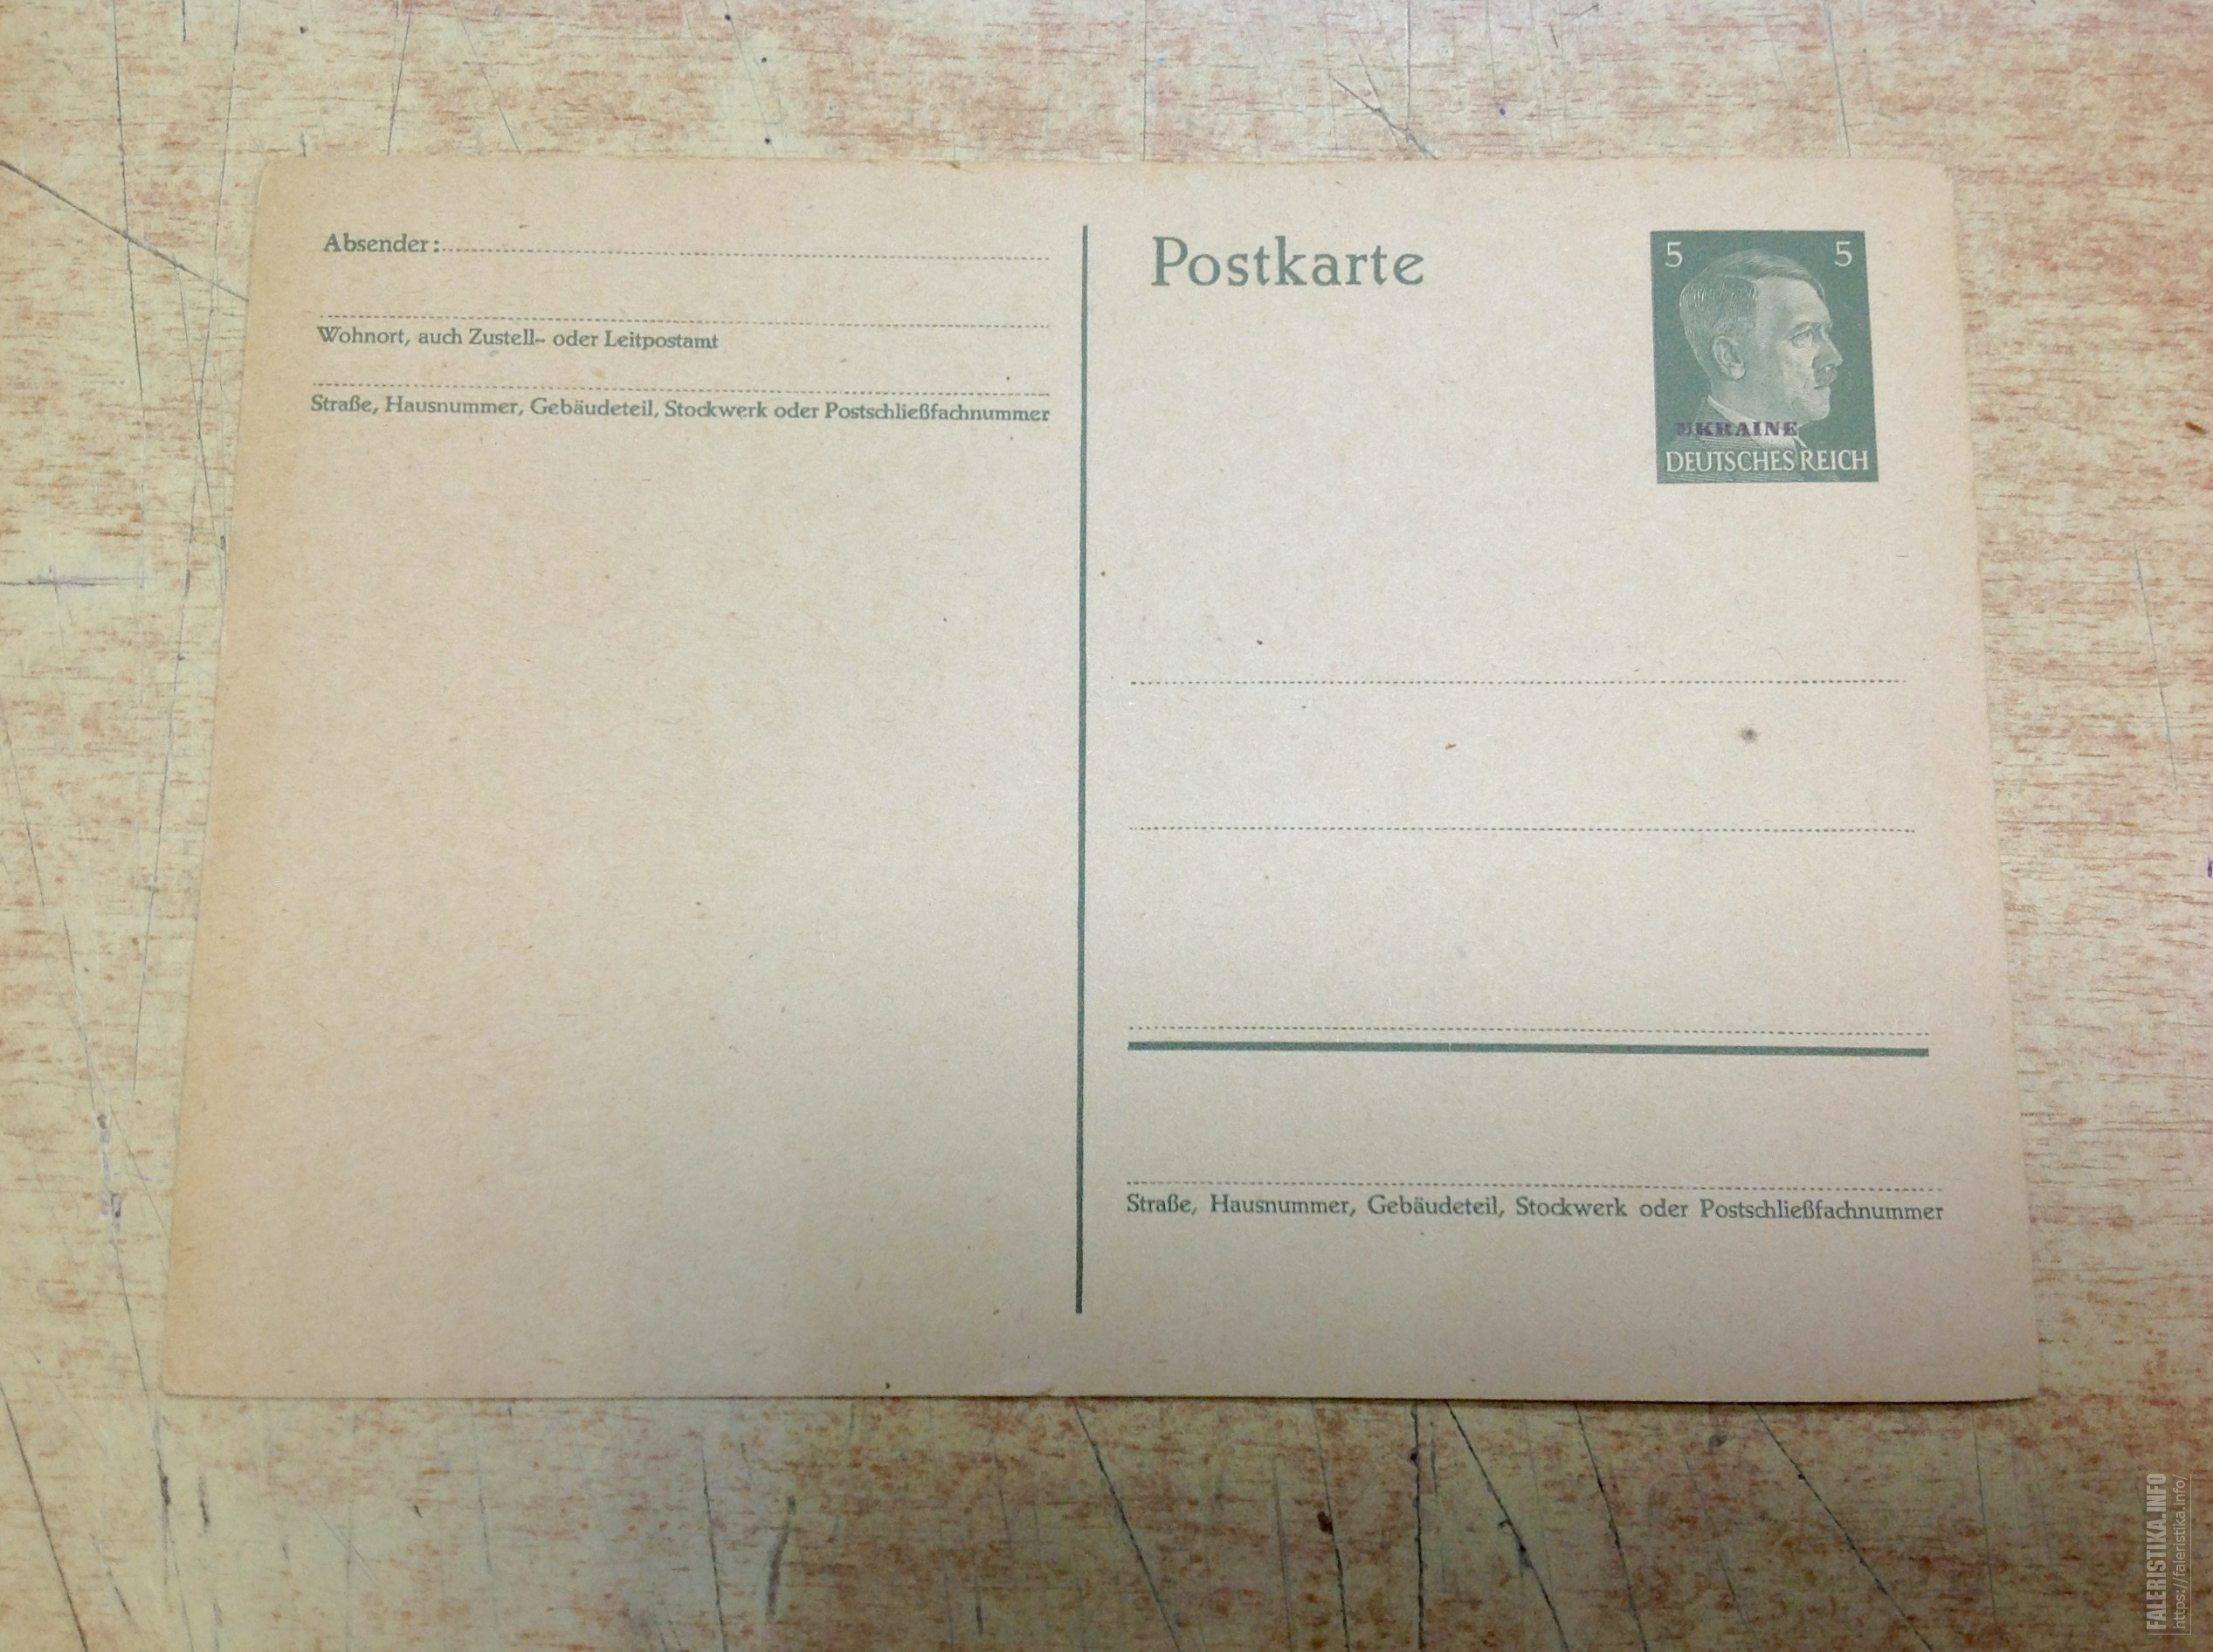 Absender:
Wohnort, auch Zustell- oder Leitpostamt
Straße, Hausnummer, Gebäudeteil, Stockwerk oder Postschließfachnummer
Postkarte
5 5
UKRAINE
DEUTSCHES REICH
Straße, Hausnummer, Gebäudeteil, Stockwerk oder Postschließfachnummer
FALERISTIKA.INFO
https://faleristika.info/